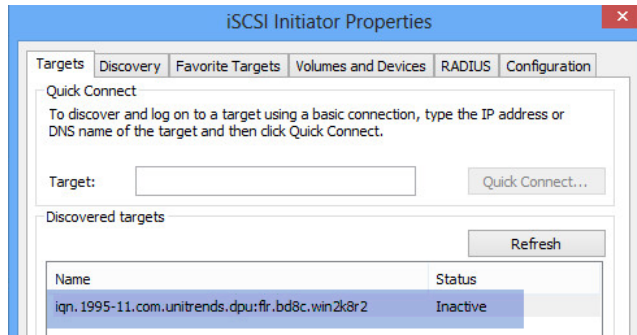 iSCSI Initiator Properties
Targets Discovery Favorite Targets Volumes and Devices RADIUS Configuration
Quick Connect
To discover and log on to a target using a basic connection, type the IP address or
DNS name of the target and then click Quick Connect.
Target: Quick Connect...
Discovered targets
Refresh
Name Status
iqn.1995-11.com.unitrends.dpu:flr.bd8c.win2k8r2 Inactive